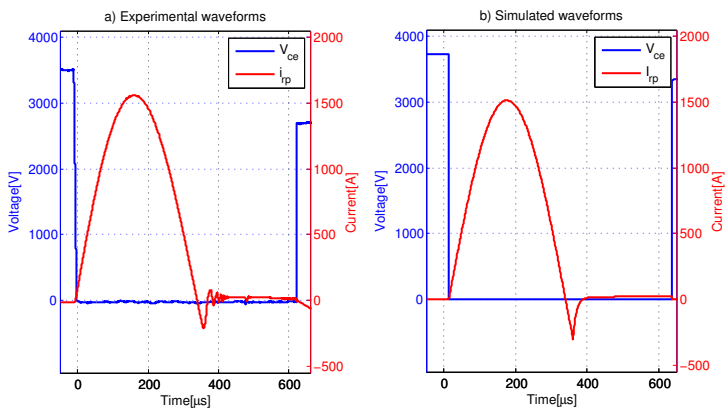 a) Experimental waveforms
4000
3000
2000
1000
0
Voltage[V]
V_ce
i_rp
2000
1500
1000
500
0
−500
Current[A]
0 200 400 600
Time[µs]
b) Simulated waveforms
4000
3000
2000
1000
0
Voltage[V]
V_ce
I_rp
2000
1500
1000
500
0
−500
Current[A]
0 200 400 600
Time[µs]